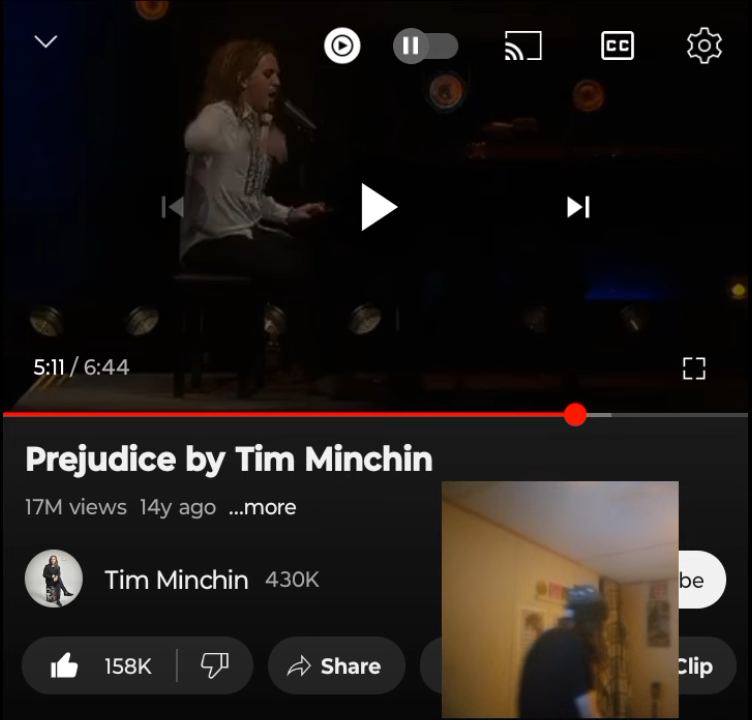 CC
5:11 / 6:44
Prejudice by Tim Minchin
17M views 14y ago ...more
Tim Minchin 430K
be
158K Share Clip